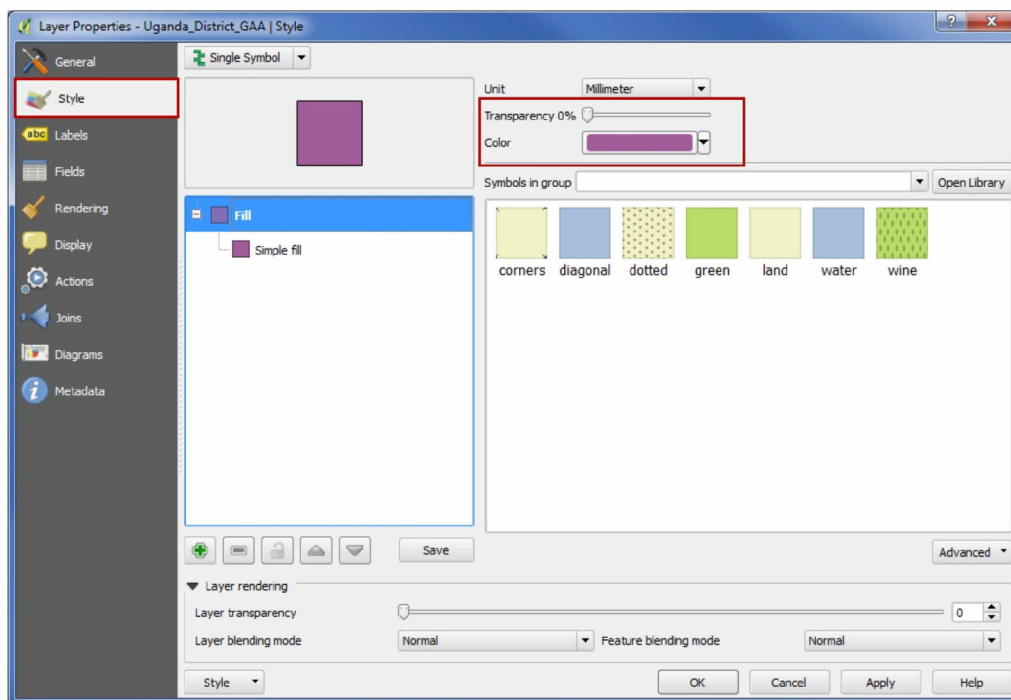 Layer Properties - Uganda_District_GAA | Style
General
Style
abc Labels
Fields
Rendering
Display
Actions
Joins
Diagrams
Metadata
Single Symbol
Unit Millimeter
Transparency 0%
Color
Symbols in group Open Library
Fill
Simple fill
corners diagonal dotted green land water wine
Save
Advanced
Layer rendering
Layer transparency 0
Layer blending mode Normal Feature blending mode Normal
Style OK Cancel Apply Help